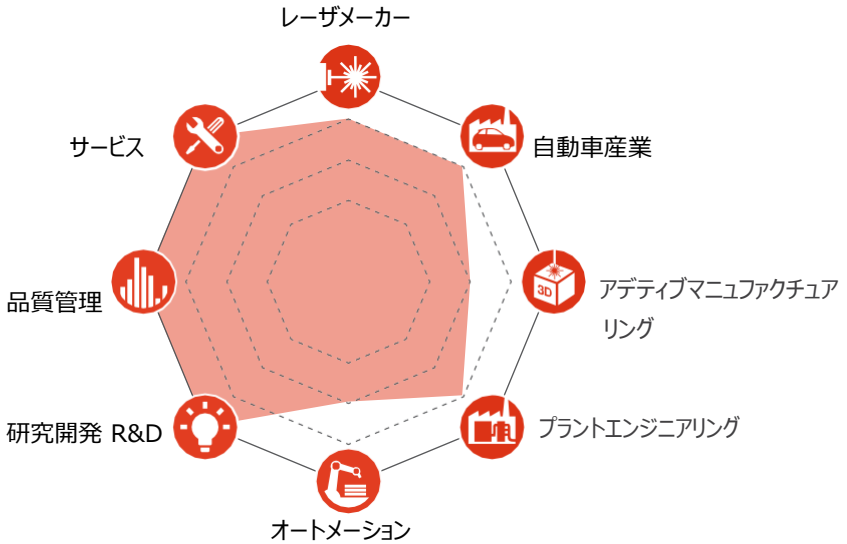 レーザメーカー
サービス
自動車産業
品質管理
3D
アデティブマニュファクチュア
リング
研究開発 R&D
プラントエンジニアリング
オートメーション